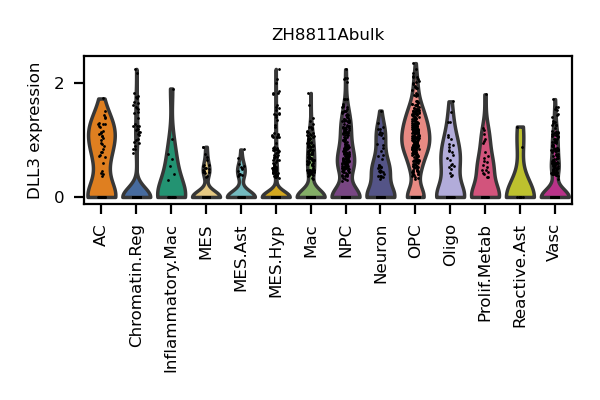 ZH8811Abulk
DLL3 expression
2
0
AC
Chromatin.Reg
Inflammatory.Mac
MES
MES.Ast
MES.Hyp
Mac
NPC
Neuron
OPC
Oligo
Prolif.Metab
Reactive.Ast
Vasc